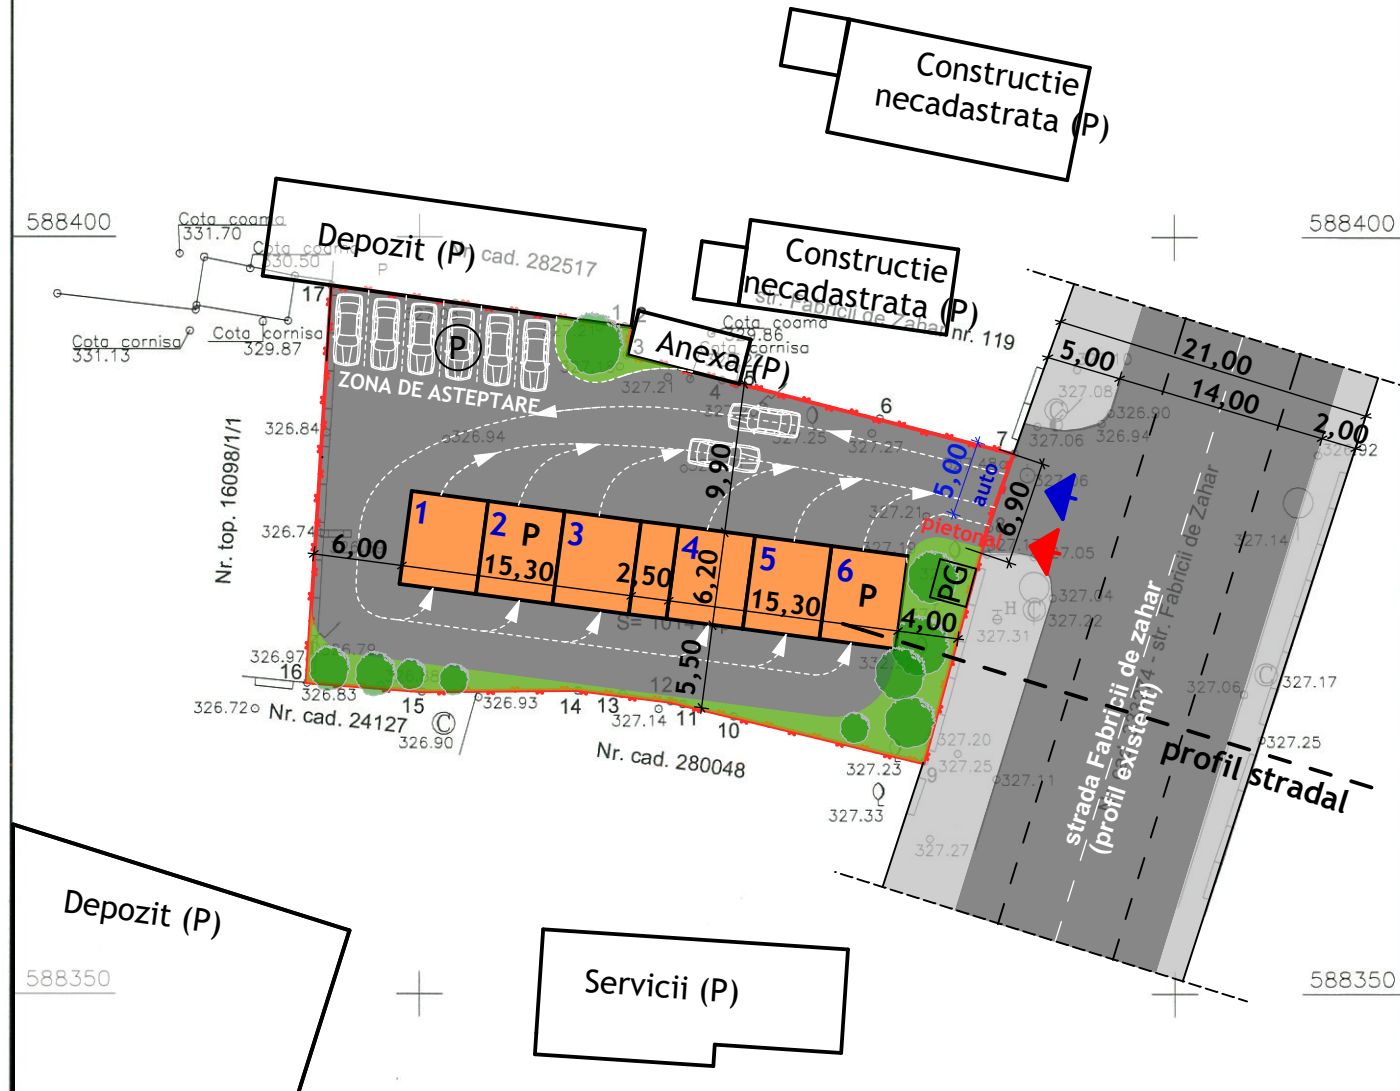 Constructie
necadastrata (P)
588400
588400
Cota coama
331.70
Cota coama
330.50
P
Depozit (P)
Nr. cad. 282517
Constructie
necadastrata (P)
str. Fabricii de Zahar nr. 119
Cota cornisa
331.13
Cota cornisa
329.87
17
1
2
3
Cota coama
329.86
Cota cornisa
Anexa (P)
P
ZONA DE ASTEPTARE
327.21
4
5
6
7
5,00
21,00
14,00
2,00
327.08
326.90
327.06
326.94
326.84
326.94
327.25
327.27
9,90
5,00
auto
6,90
pietonal
327.21
327.05
327.14
Nr. top. 16098/1/1
326.74
6,00
1
2
P
15,30
3
2,50
4
6,20
5
15,30
6
P
PG
4,00
327.04
327.22
327.31
H
326.97
16
326.83
326.72
15
326.93
14
13
12
11
10
9
327.14
5,50
Nr. cad. 24127
326.90
Nr. cad. 280048
327.23
327.33
327.20
327.25
327.11
327.27
327.06
327.17
327.25
strada Fabricii de zahar
(profil existent)
str. Fabricii de Zahar
profil stradal
Depozit (P)
Servicii (P)
588350
588350